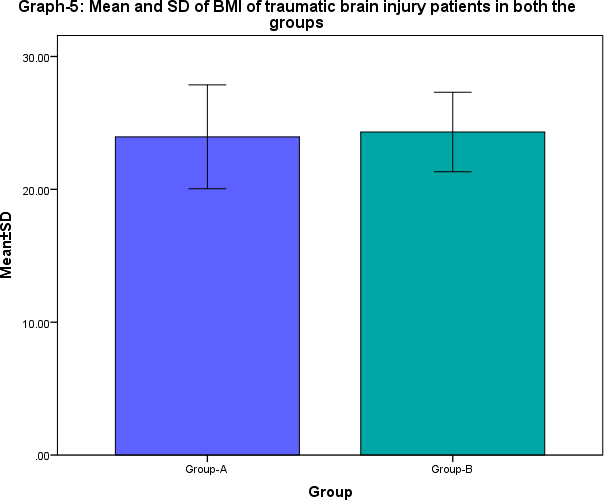 Graph-5: Mean and SD of BMI of traumatic brain injury patients in both the
groups
30.00
20.00
10.00
.00
Mean±SD
Group-A
Group-B
Group